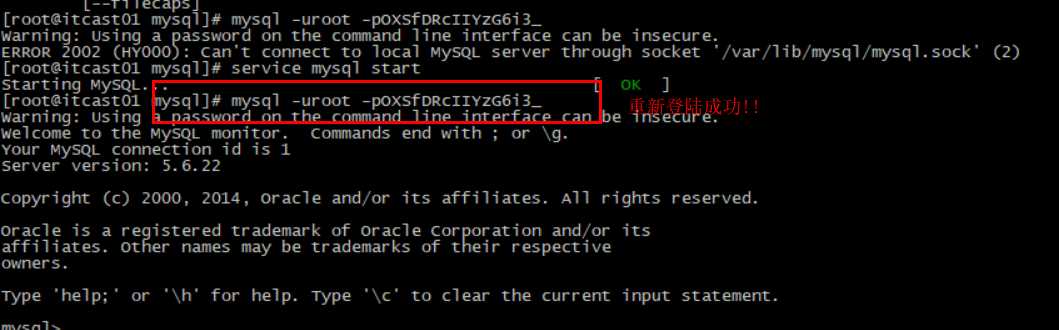 [--filecaps]
[root@itcast01 mysql]# mysql -uroot -pOXSfDRcIIYzG6i3_
Warning: Using a password on the command line interface can be insecure.
ERROR 2002 (HY000): Can't connect to local MySQL server through socket '/var/lib/mysql/mysql.sock' (2)
[root@itcast01 mysql]# service mysql start
Starting MySQL... [ OK ]
[root@itcast01 mysql]# mysql -uroot -pOXSfDRcIIYzG6i3_
重新登陆成功!!
Warning: Using a password on the command line interface can be insecure.
Welcome to the MySQL monitor. Commands end with ; or \g.
Your MySQL connection id is 1
Server version: 5.6.22
Copyright (c) 2000, 2014, Oracle and/or its affiliates. All rights reserved.
Oracle is a registered trademark of Oracle Corporation and/or its
affiliates. Other names may be trademarks of their respective
owners.
Type 'help;' or '\h' for help. Type '\c' to clear the current input statement.
mysql>